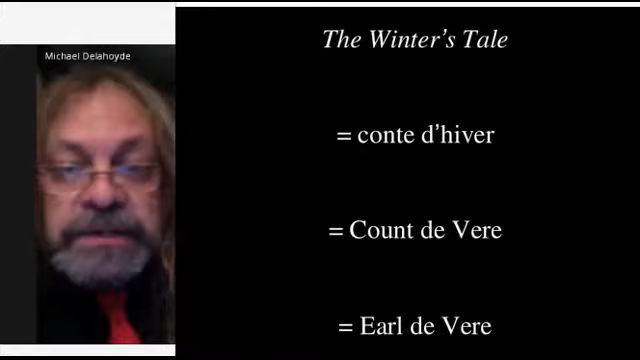 Michael Delahoyde
The Winter’s Tale
= conte d’hiver
= Count de Vere
= Earl de Vere